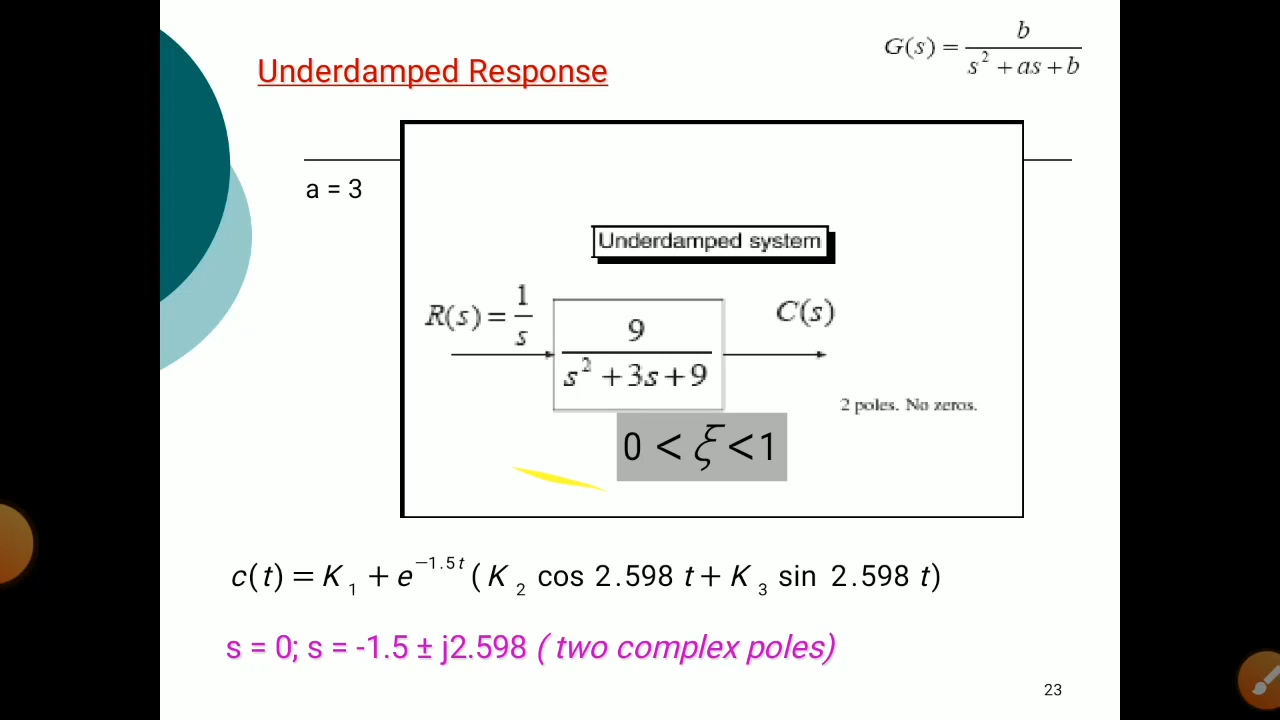 Underdamped Response
G(s) = b / (s² + as + b)
a = 3
Underdamped system
R(s) = 1/s
9 / (s² + 3s + 9)
C(s)
2 poles. No zeros.
0 < ξ < 1
c(t) = K₁ + e^(−1.5t) (K₂ cos 2.598 t + K₃ sin 2.598 t)
s = 0; s = -1.5 ± j2.598 ( two complex poles)
23